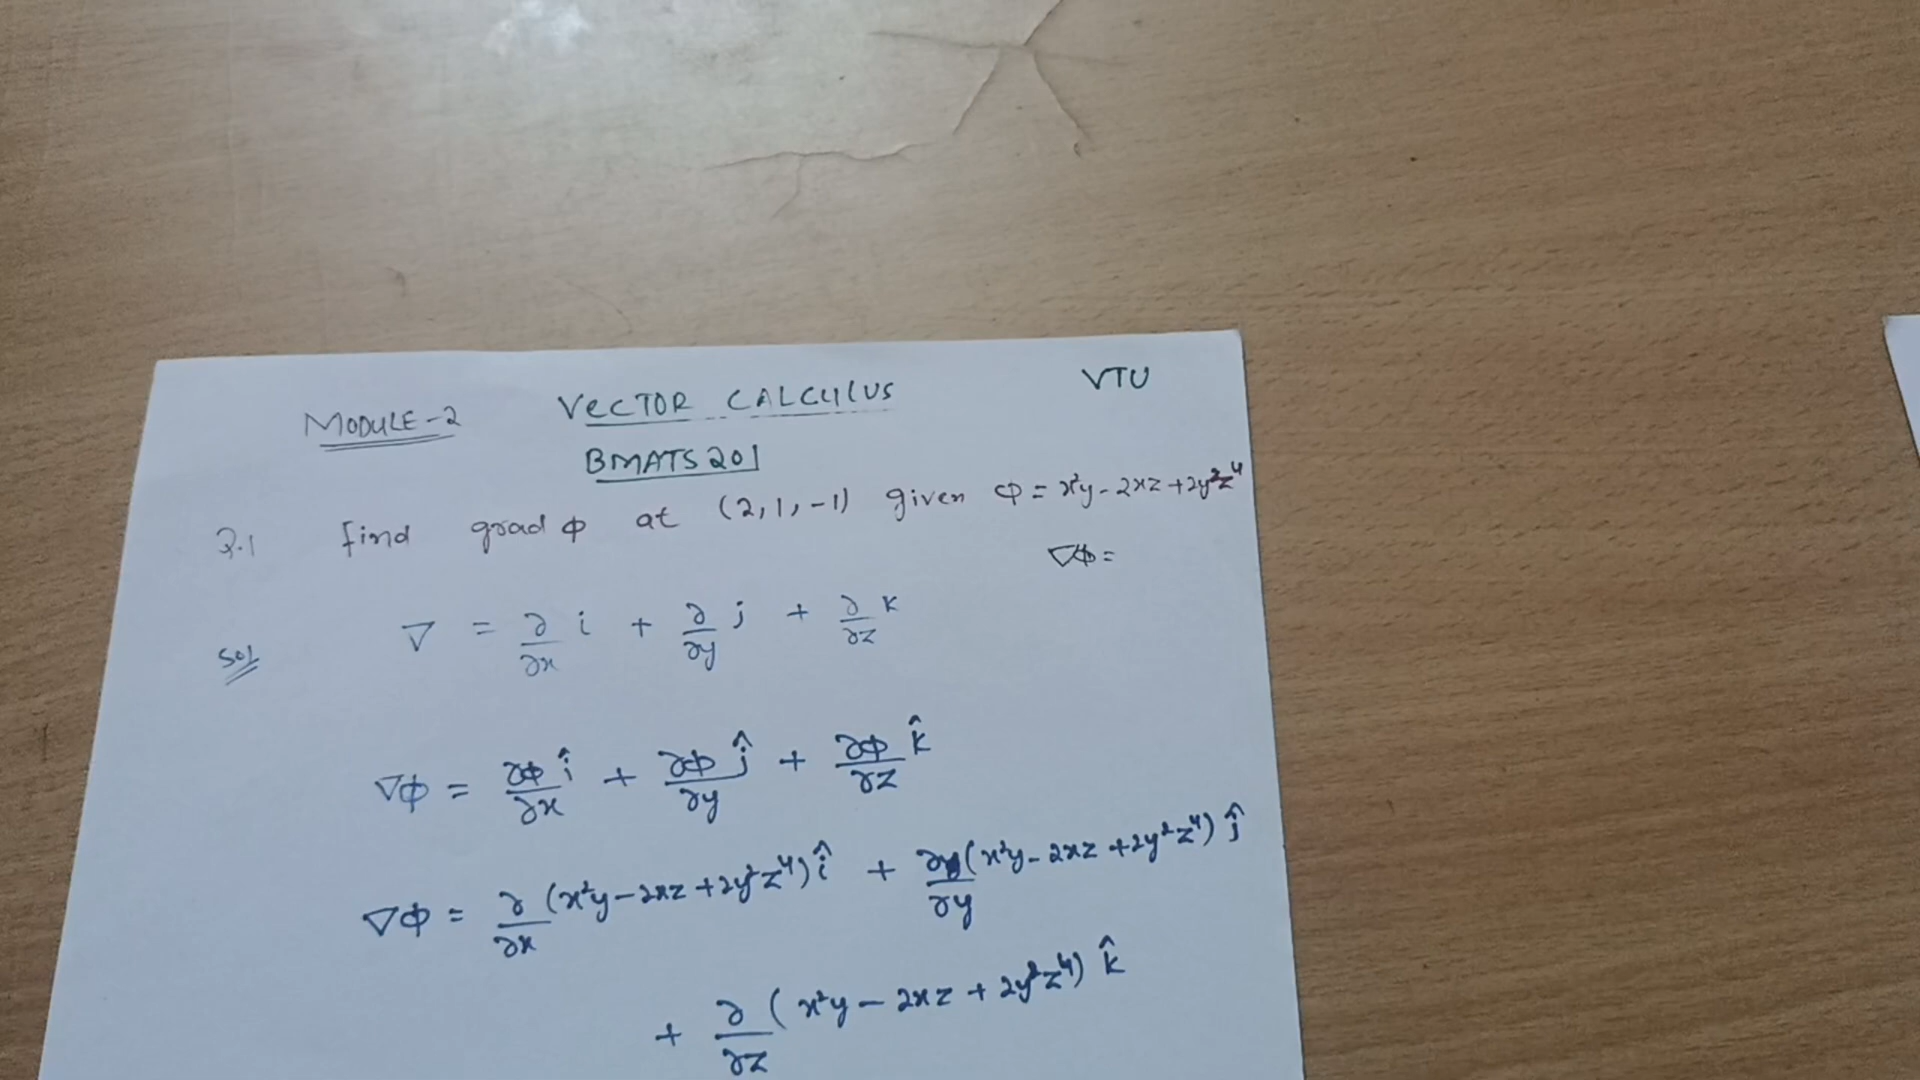 MODULE-2 VECTOR CALCULUS VTU
BMATS201
Q.1 find grad ϕ at (2,1,-1) given ϕ = x²y - 2xz + 2y²z⁴
∇ϕ =
Sol ∇ = ∂/∂x i + ∂/∂y j + ∂/∂z k
∇ϕ = ∂ϕ/∂x î + ∂ϕ/∂y ĵ + ∂ϕ/∂z k̂
∇ϕ = ∂/∂x (x²y - 2xz + 2y²z⁴) î + ∂/∂y (x²y - 2xz + 2y²z⁴) ĵ
+ ∂/∂z (x²y - 2xz + 2y²z⁴) k̂